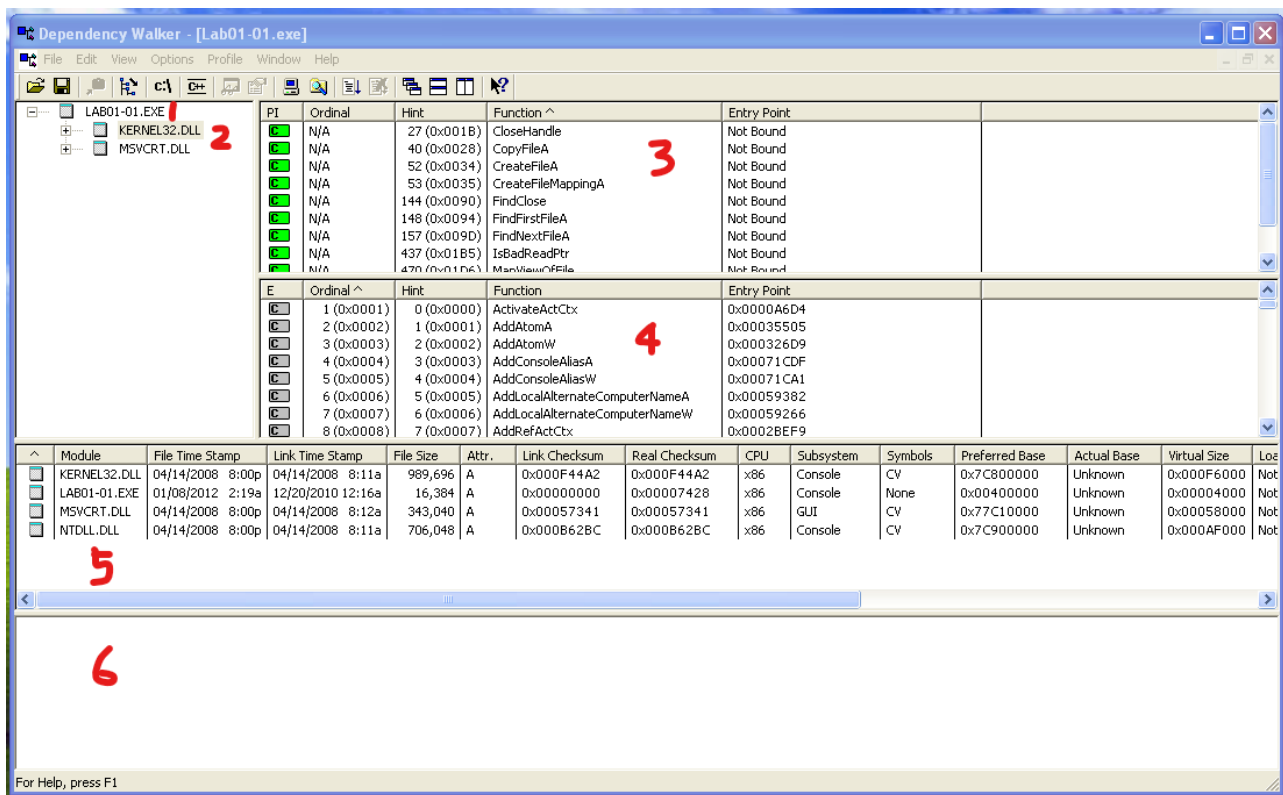 Dependency Walker - [Lab01-01.exe]
File Edit View Options Profile Window Help
c:\ C++
LAB01-01.EXE 1
KERNEL32.DLL 2
MSVCRT.DLL
PI Ordinal Hint Function ^ Entry Point
C N/A 27 (0x001B) CloseHandle Not Bound
C N/A 40 (0x0028) CopyFileA Not Bound
C N/A 52 (0x0034) CreateFileA Not Bound
C N/A 53 (0x0035) CreateFileMappingA Not Bound
C N/A 144 (0x0090) FindClose Not Bound
C N/A 148 (0x0094) FindFirstFileA Not Bound
C N/A 157 (0x009D) FindNextFileA Not Bound
C N/A 437 (0x01B5) IsBadReadPtr Not Bound
C N/A 470 (0x01D6) MapViewOfFile Not Bound
3
E Ordinal ^ Hint Function Entry Point
C 1 (0x0001) 0 (0x0000) ActivateActCtx 0x0000A6D4
C 2 (0x0002) 1 (0x0001) AddAtomA 0x00035505
C 3 (0x0003) 2 (0x0002) AddAtomW 0x000326D9
C 4 (0x0004) 3 (0x0003) AddConsoleAliasA 0x00071CDF
C 5 (0x0005) 4 (0x0004) AddConsoleAliasW 0x00071CA1
C 6 (0x0006) 5 (0x0005) AddLocalAlternateComputerNameA 0x00059382
C 7 (0x0007) 6 (0x0006) AddLocalAlternateComputerNameW 0x00059266
C 8 (0x0008) 7 (0x0007) AddRefActCtx 0x0002BEF9
4
^ Module File Time Stamp Link Time Stamp File Size Attr. Link Checksum Real Checksum CPU Subsystem Symbols Preferred Base Actual Base Virtual Size Loa
KERNEL32.DLL 04/14/2008 8:00p 04/14/2008 8:11a 989,696 A 0x000F44A2 0x000F44A2 x86 Console CV 0x7C800000 Unknown 0x000F6000 Not
LAB01-01.EXE 01/08/2012 2:19a 12/20/2010 12:16a 16,384 A 0x00000000 0x00007428 x86 Console None 0x00400000 Unknown 0x00004000 Not
MSVCRT.DLL 04/14/2008 8:00p 04/14/2008 8:12a 343,040 A 0x00057341 0x00057341 x86 GUI CV 0x77C10000 Unknown 0x00058000 Not
NTDLL.DLL 04/14/2008 8:00p 04/14/2008 8:11a 706,048 A 0x000B62BC 0x000B62BC x86 Console CV 0x7C900000 Unknown 0x000AF000 Not
5
6
For Help, press F1